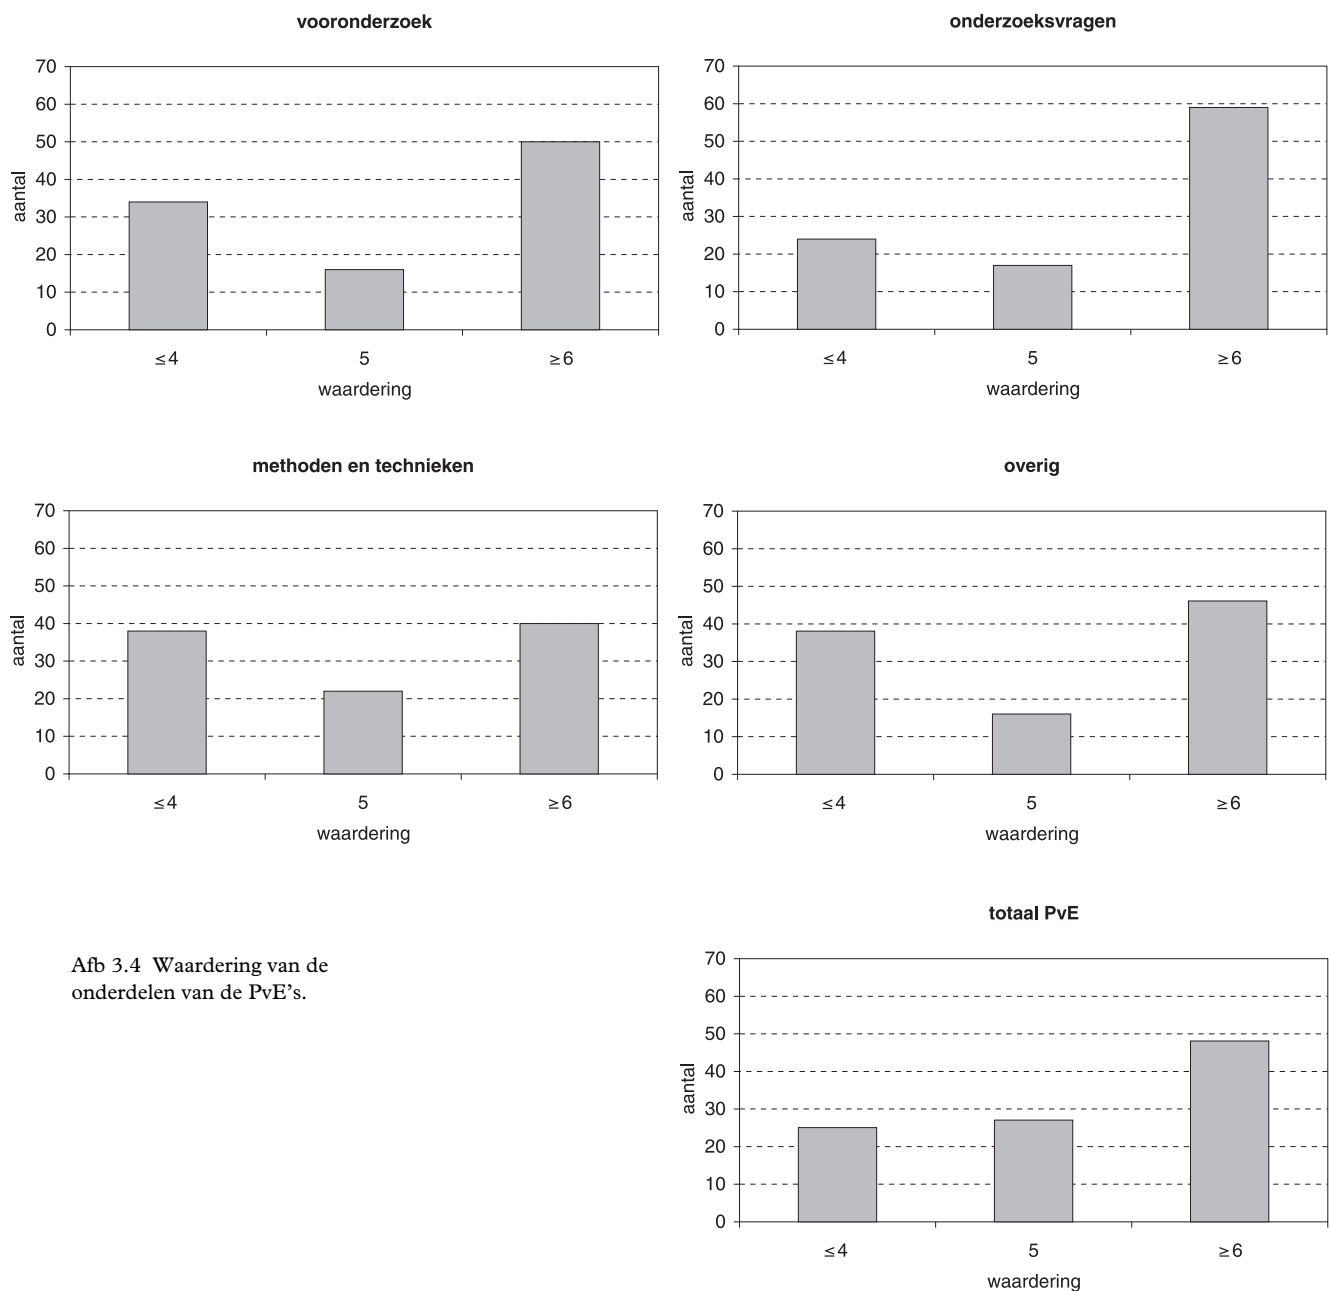 vooronderzoek
70
60
50
40
30
20
10
0
aantal
≤4 5 ≥6
waardering
onderzoeksvragen
70
60
50
40
30
20
10
0
aantal
≤4 5 ≥6
waardering
methoden en technieken
70
60
50
40
30
20
10
0
aantal
≤4 5 ≥6
waardering
overig
70
60
50
40
30
20
10
0
aantal
≤4 5 ≥6
waardering
Afb 3.4 Waardering van de
onderdelen van de PvE’s.
totaal PvE
70
60
50
40
30
20
10
0
aantal
≤4 5 ≥6
waardering